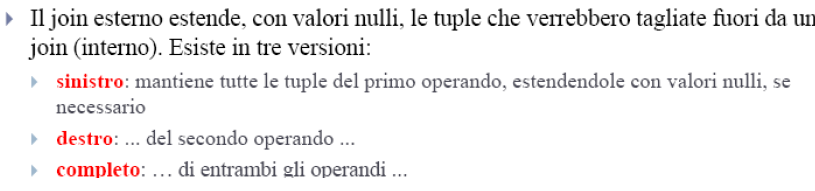 Il join esterno estende, con valori nulli, le tuple che verrebbero tagliate fuori da un
join (interno). Esiste in tre versioni:
sinistro: mantiene tutte le tuple del primo operando, estendendole con valori nulli, se
necessario
destro: ... del secondo operando ...
completo: … di entrambi gli operandi ...